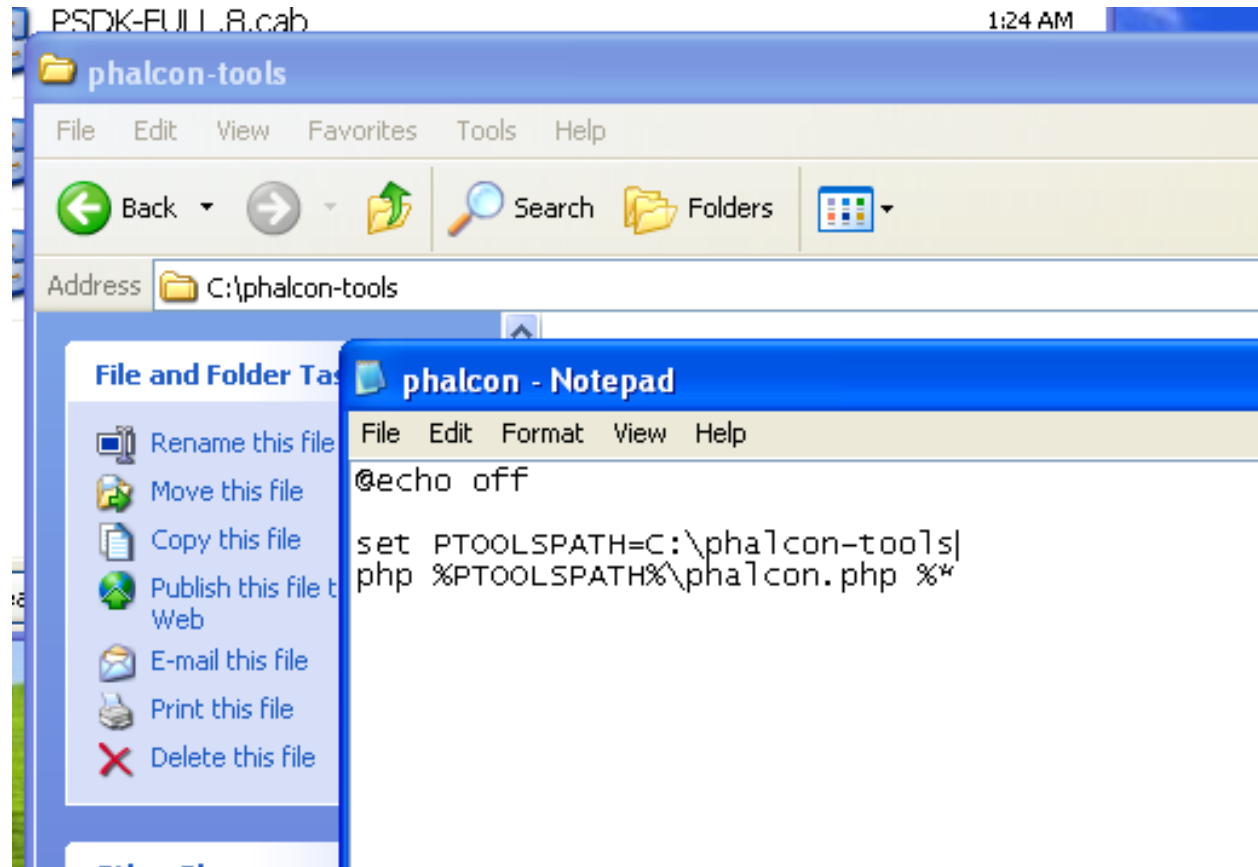 PSDK-FULL.8.cab 1:24 AM
phalcon-tools
File Edit View Favorites Tools Help
Back Search Folders
Address C:\phalcon-tools
File and Folder Tas
phalcon - Notepad
File Edit Format View Help
Rename this file
Move this file
Copy this file
Publish this file t
Web
E-mail this file
Print this file
Delete this file
@echo off
set PTOOLSPATH=C:\phalcon-tools
php %PTOOLSPATH%\phalcon.php %*